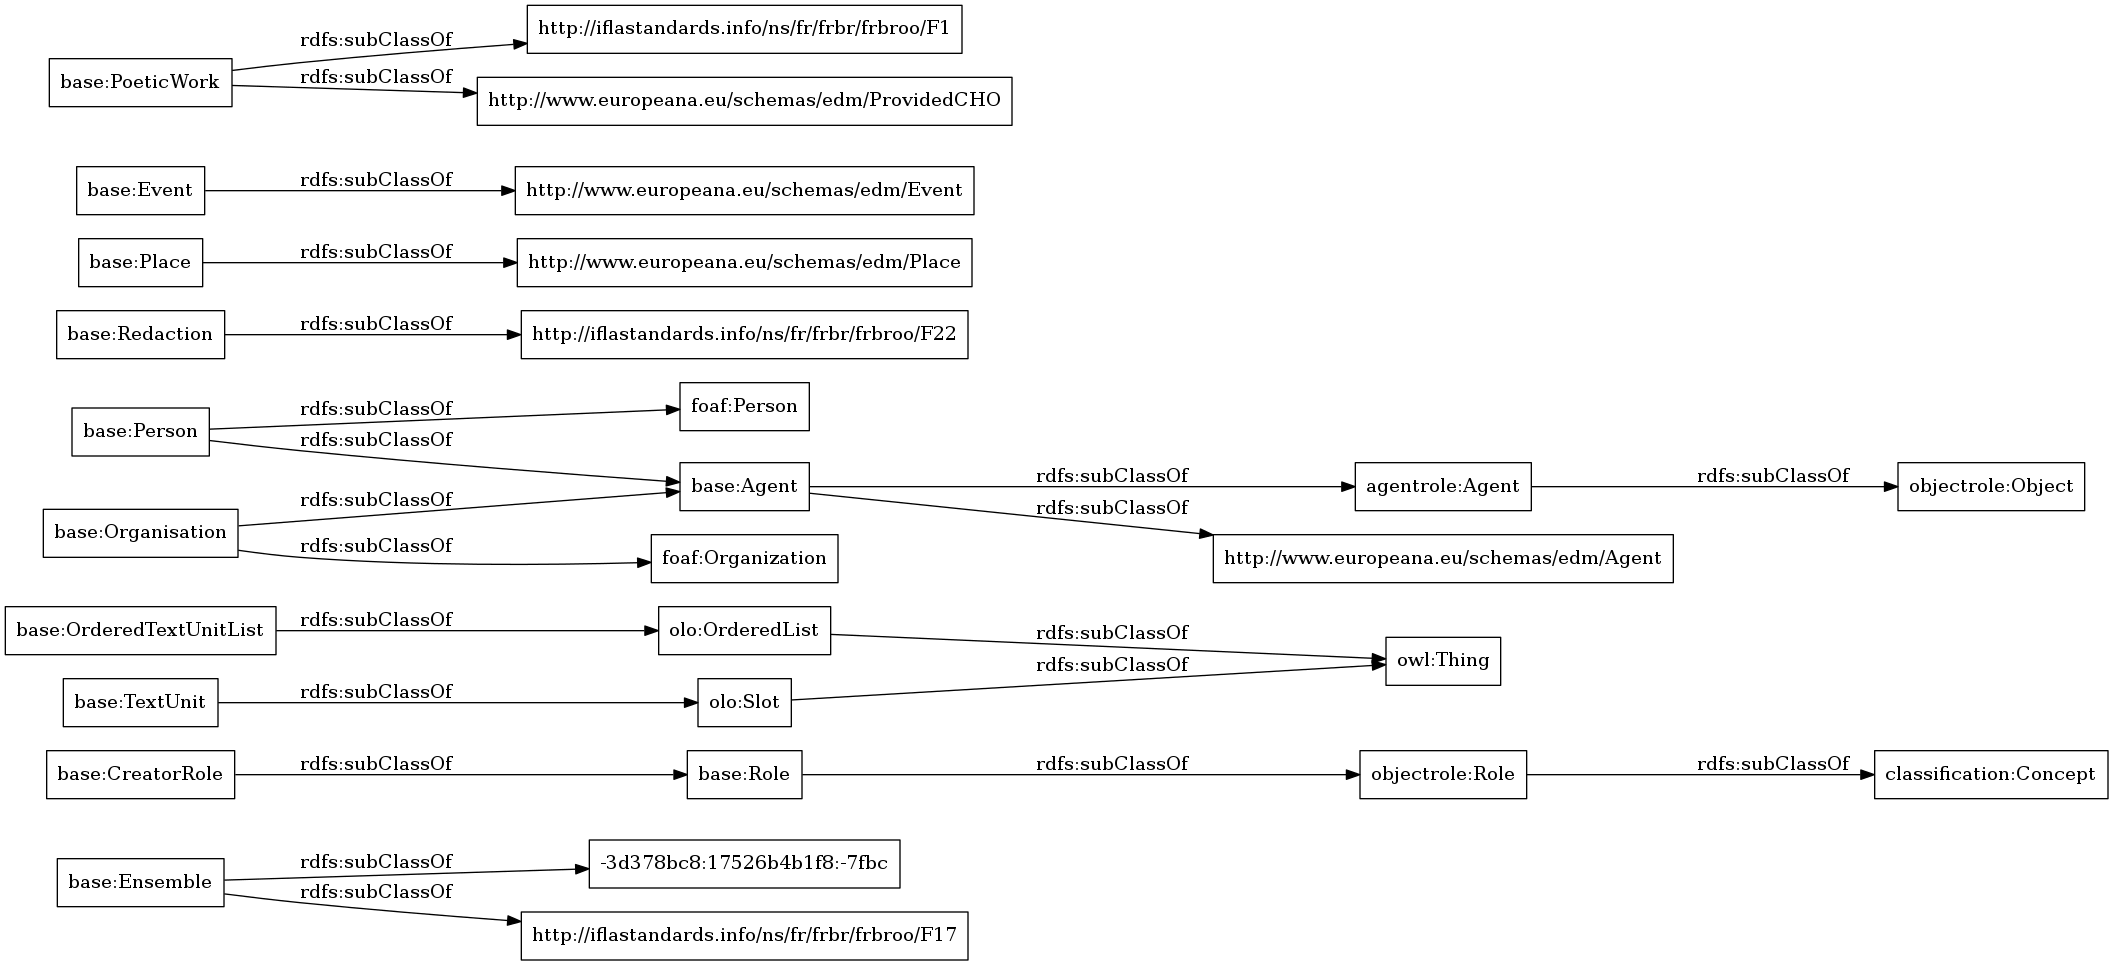 base:PoeticWork
rdfs:subClassOf
http://iflastandards.info/ns/fr/frbr/frbroo/F1
rdfs:subClassOf
http://www.europeana.eu/schemas/edm/ProvidedCHO
base:Event
rdfs:subClassOf
http://www.europeana.eu/schemas/edm/Event
base:Place
rdfs:subClassOf
http://www.europeana.eu/schemas/edm/Place
base:Redaction
rdfs:subClassOf
http://iflastandards.info/ns/fr/frbr/frbroo/F22
base:Person
rdfs:subClassOf
foaf:Person
rdfs:subClassOf
base:Agent
rdfs:subClassOf
agentrole:Agent
rdfs:subClassOf
objectrole:Object
rdfs:subClassOf
http://www.europeana.eu/schemas/edm/Agent
base:Organisation
rdfs:subClassOf
rdfs:subClassOf
foaf:Organization
base:OrderedTextUnitList
rdfs:subClassOf
olo:OrderedList
rdfs:subClassOf
owl:Thing
base:TextUnit
rdfs:subClassOf
olo:Slot
rdfs:subClassOf
base:CreatorRole
rdfs:subClassOf
base:Role
rdfs:subClassOf
objectrole:Role
rdfs:subClassOf
classification:Concept
base:Ensemble
rdfs:subClassOf
-3d378bc8:17526b4b1f8:-7fbc
rdfs:subClassOf
http://iflastandards.info/ns/fr/frbr/frbroo/F17